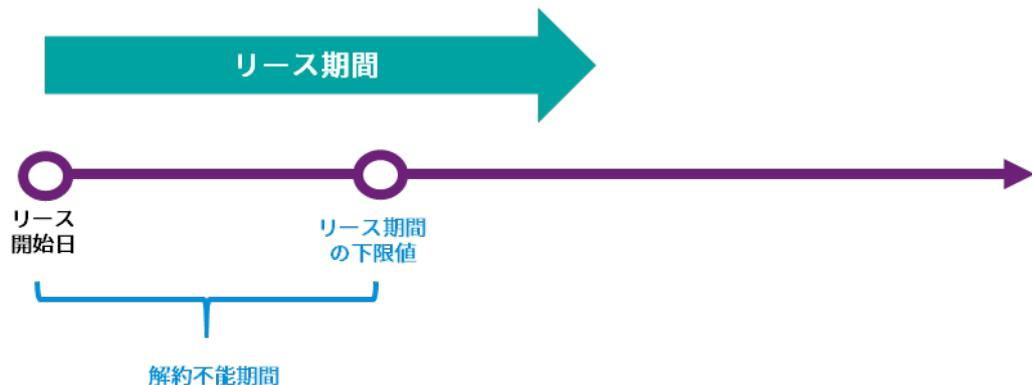 リース期間
リース
開始日
リース期間
の下限値
解約不能期間